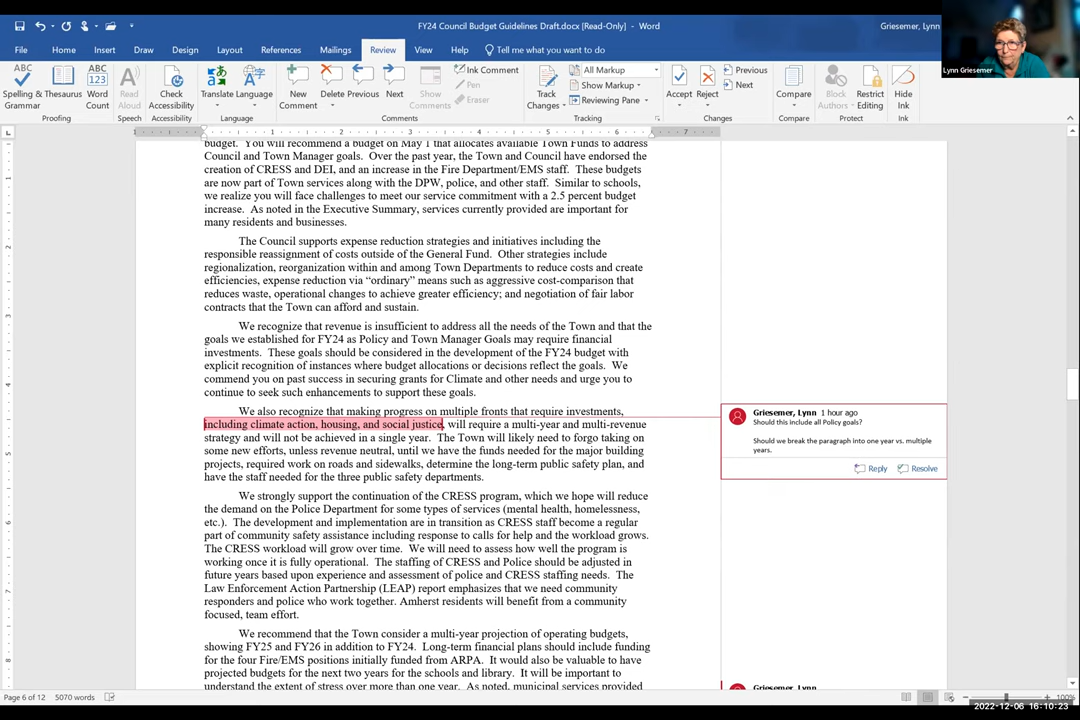 FY24 Council Budget Guidelines Draft.docx [Read-Only] - Word
Griesemer, Lynn
File Home Insert Draw Design Layout References Mailings Review View Help Tell me what you want to do
Lynn Griesemer
Spelling & Grammar
Thesaurus
ABC 123 Word Count
Read Aloud
Check Accessibility
Translate
Language
New Comment
Delete
Previous
Next
Show Comments
Ink Comment
Pen
Eraser
Track Changes
All Markup
Show Markup
Reviewing Pane
Accept
Reject
Previous
Next
Compare
Block Authors
Restrict Editing
Hide Ink
Proofing Speech Accessibility Language Comments Tracking Changes Compare Protect Ink
1 2 3 4 5 6 7
budget. You will recommend a budget on May 1 that allocates available Town Funds to address
Council and Town Manager goals. Over the past year, the Town and Council have endorsed the
creation of CRESS and DEI, and an increase in the Fire Department/EMS staff. These budgets
are now part of Town services along with the DPW, police, and other staff. Similar to schools,
we realize you will face challenges to meet our service commitment with a 2.5 percent budget
increase. As noted in the Executive Summary, services currently provided are important for
many residents and businesses.
The Council supports expense reduction strategies and initiatives including the
responsible reassignment of costs outside of the General Fund. Other strategies include
regionalization, reorganization within and among Town Departments to reduce costs and create
efficiencies, expense reduction via “ordinary” means such as aggressive cost-comparison that
reduces waste, operational changes to achieve greater efficiency; and negotiation of fair labor
contracts that the Town can afford and sustain.
We recognize that revenue is insufficient to address all the needs of the Town and that the
goals we established for FY24 as Policy and Town Manager Goals may require financial
investments. These goals should be considered in the development of the FY24 budget with
explicit recognition of instances where budget allocations or decisions reflect the goals. We
commend you on past success in securing grants for Climate and other needs and urge you to
continue to seek such enhancements to support these goals.
We also recognize that making progress on multiple fronts that require investments,
including climate action, housing, and social justice, will require a multi-year and multi-revenue
strategy and will not be achieved in a single year. The Town will likely need to forgo taking on
some new efforts, unless revenue neutral, until we have the funds needed for the major building
projects, required work on roads and sidewalks, determine the long-term public safety plan, and
have the staff needed for the three public safety departments.
Griesemer, Lynn 1 hour ago
Should this include all Policy goals?
Should we break the paragraph into one year vs. multiple
years.
Reply Resolve
We strongly support the continuation of the CRESS program, which we hope will reduce
the demand on the Police Department for some types of services (mental health, homelessness,
etc.). The development and implementation are in transition as CRESS staff become a regular
part of community safety assistance including response to calls for help and the workload grows.
The CRESS workload will grow over time. We will need to assess how well the program is
working once it is fully operational. The staffing of CRESS and Police should be adjusted in
future years based upon experience and assessment of police and CRESS staffing needs. The
Law Enforcement Action Partnership (LEAP) report emphasizes that we need community
responders and police who work together. Amherst residents will benefit from a community
focused, team effort.
We recommend that the Town consider a multi-year projection of operating budgets,
showing FY25 and FY26 in addition to FY24. Long-term financial plans should include funding
for the four Fire/EMS positions initially funded from ARPA. It would also be valuable to have
projected budgets for the next two years for the schools and library. It will be important to
understand the extent of stress over more than one year. As noted, municipal services provided
Griesemer, Lynn
Page 6 of 12 5070 words
100%
2022-12-06 16:10:23